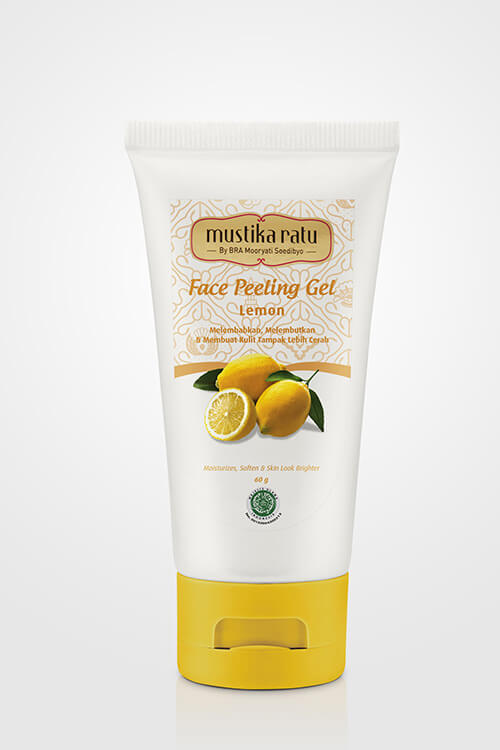 mustika ratu
By BRA Mooryati Soedibyo
Face Peeling Gel
Lemon
Melembabkan, Melembutkan
& Membuat Kulit Tampak Lebih Cerah
Moisturizes, Soften & Skin Look Brighter
60 g